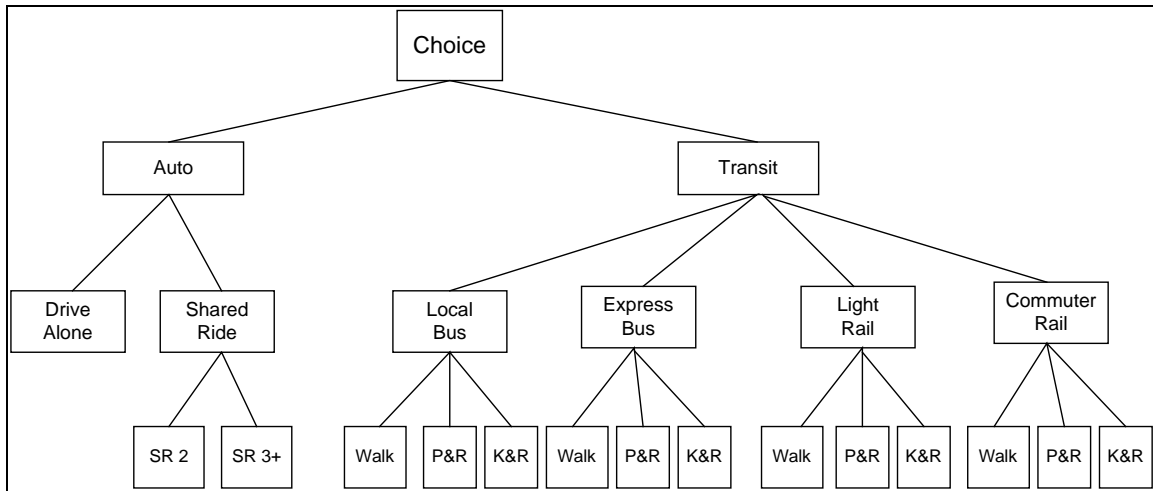 Choice
Auto
Transit
Drive
Alone
Shared
Ride
Local
Bus
Express
Bus
Light
Rail
Commuter
Rail
SR 2
SR 3+
Walk
P&R
K&R
Walk
P&R
K&R
Walk
P&R
K&R
Walk
P&R
K&R